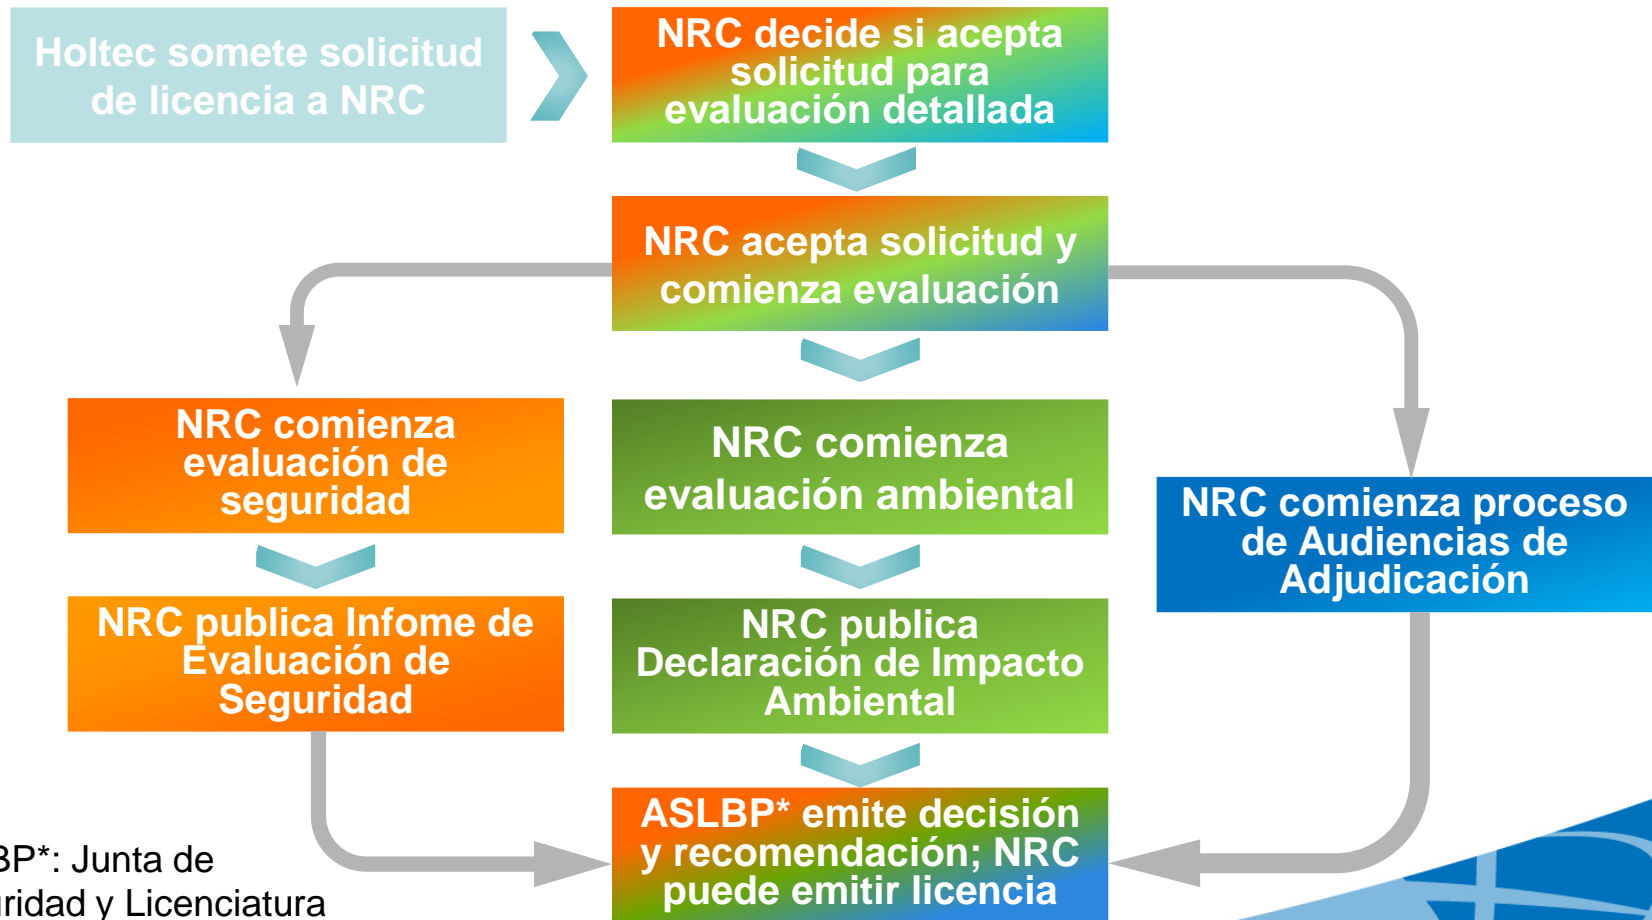 Holtec somete solicitud
de licencia a NRC
NRC decide si acepta
solicitud para
evaluación detallada
NRC acepta solicitud y
comienza evaluación
NRC comienza
evaluación de
seguridad
NRC comienza
evaluación ambiental
NRC comienza proceso
de Audiencias de
Adjudicación
NRC publica Infome de
Evaluación de
Seguridad
NRC publica
Declaración de Impacto
Ambiental
ASLBP* emite decisión
y recomendación; NRC
puede emitir licencia
BP*: Junta de
uridad y Licenciatura